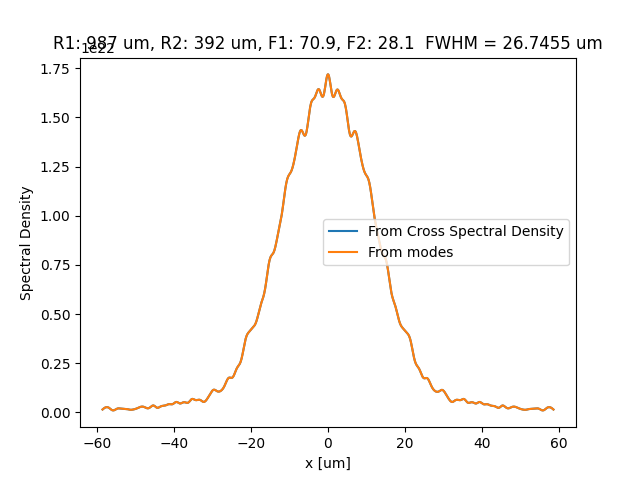 R1: 987 um, R2: 392 um, F1: 70.9, F2: 28.1  FWHM = 26.7455 um
1e22
1.75
1.50
1.25
1.00
0.75
0.50
0.25
0.00
Spectral Density
From Cross Spectral Density
From modes
−60
−40
−20
0
20
40
60
x [um]